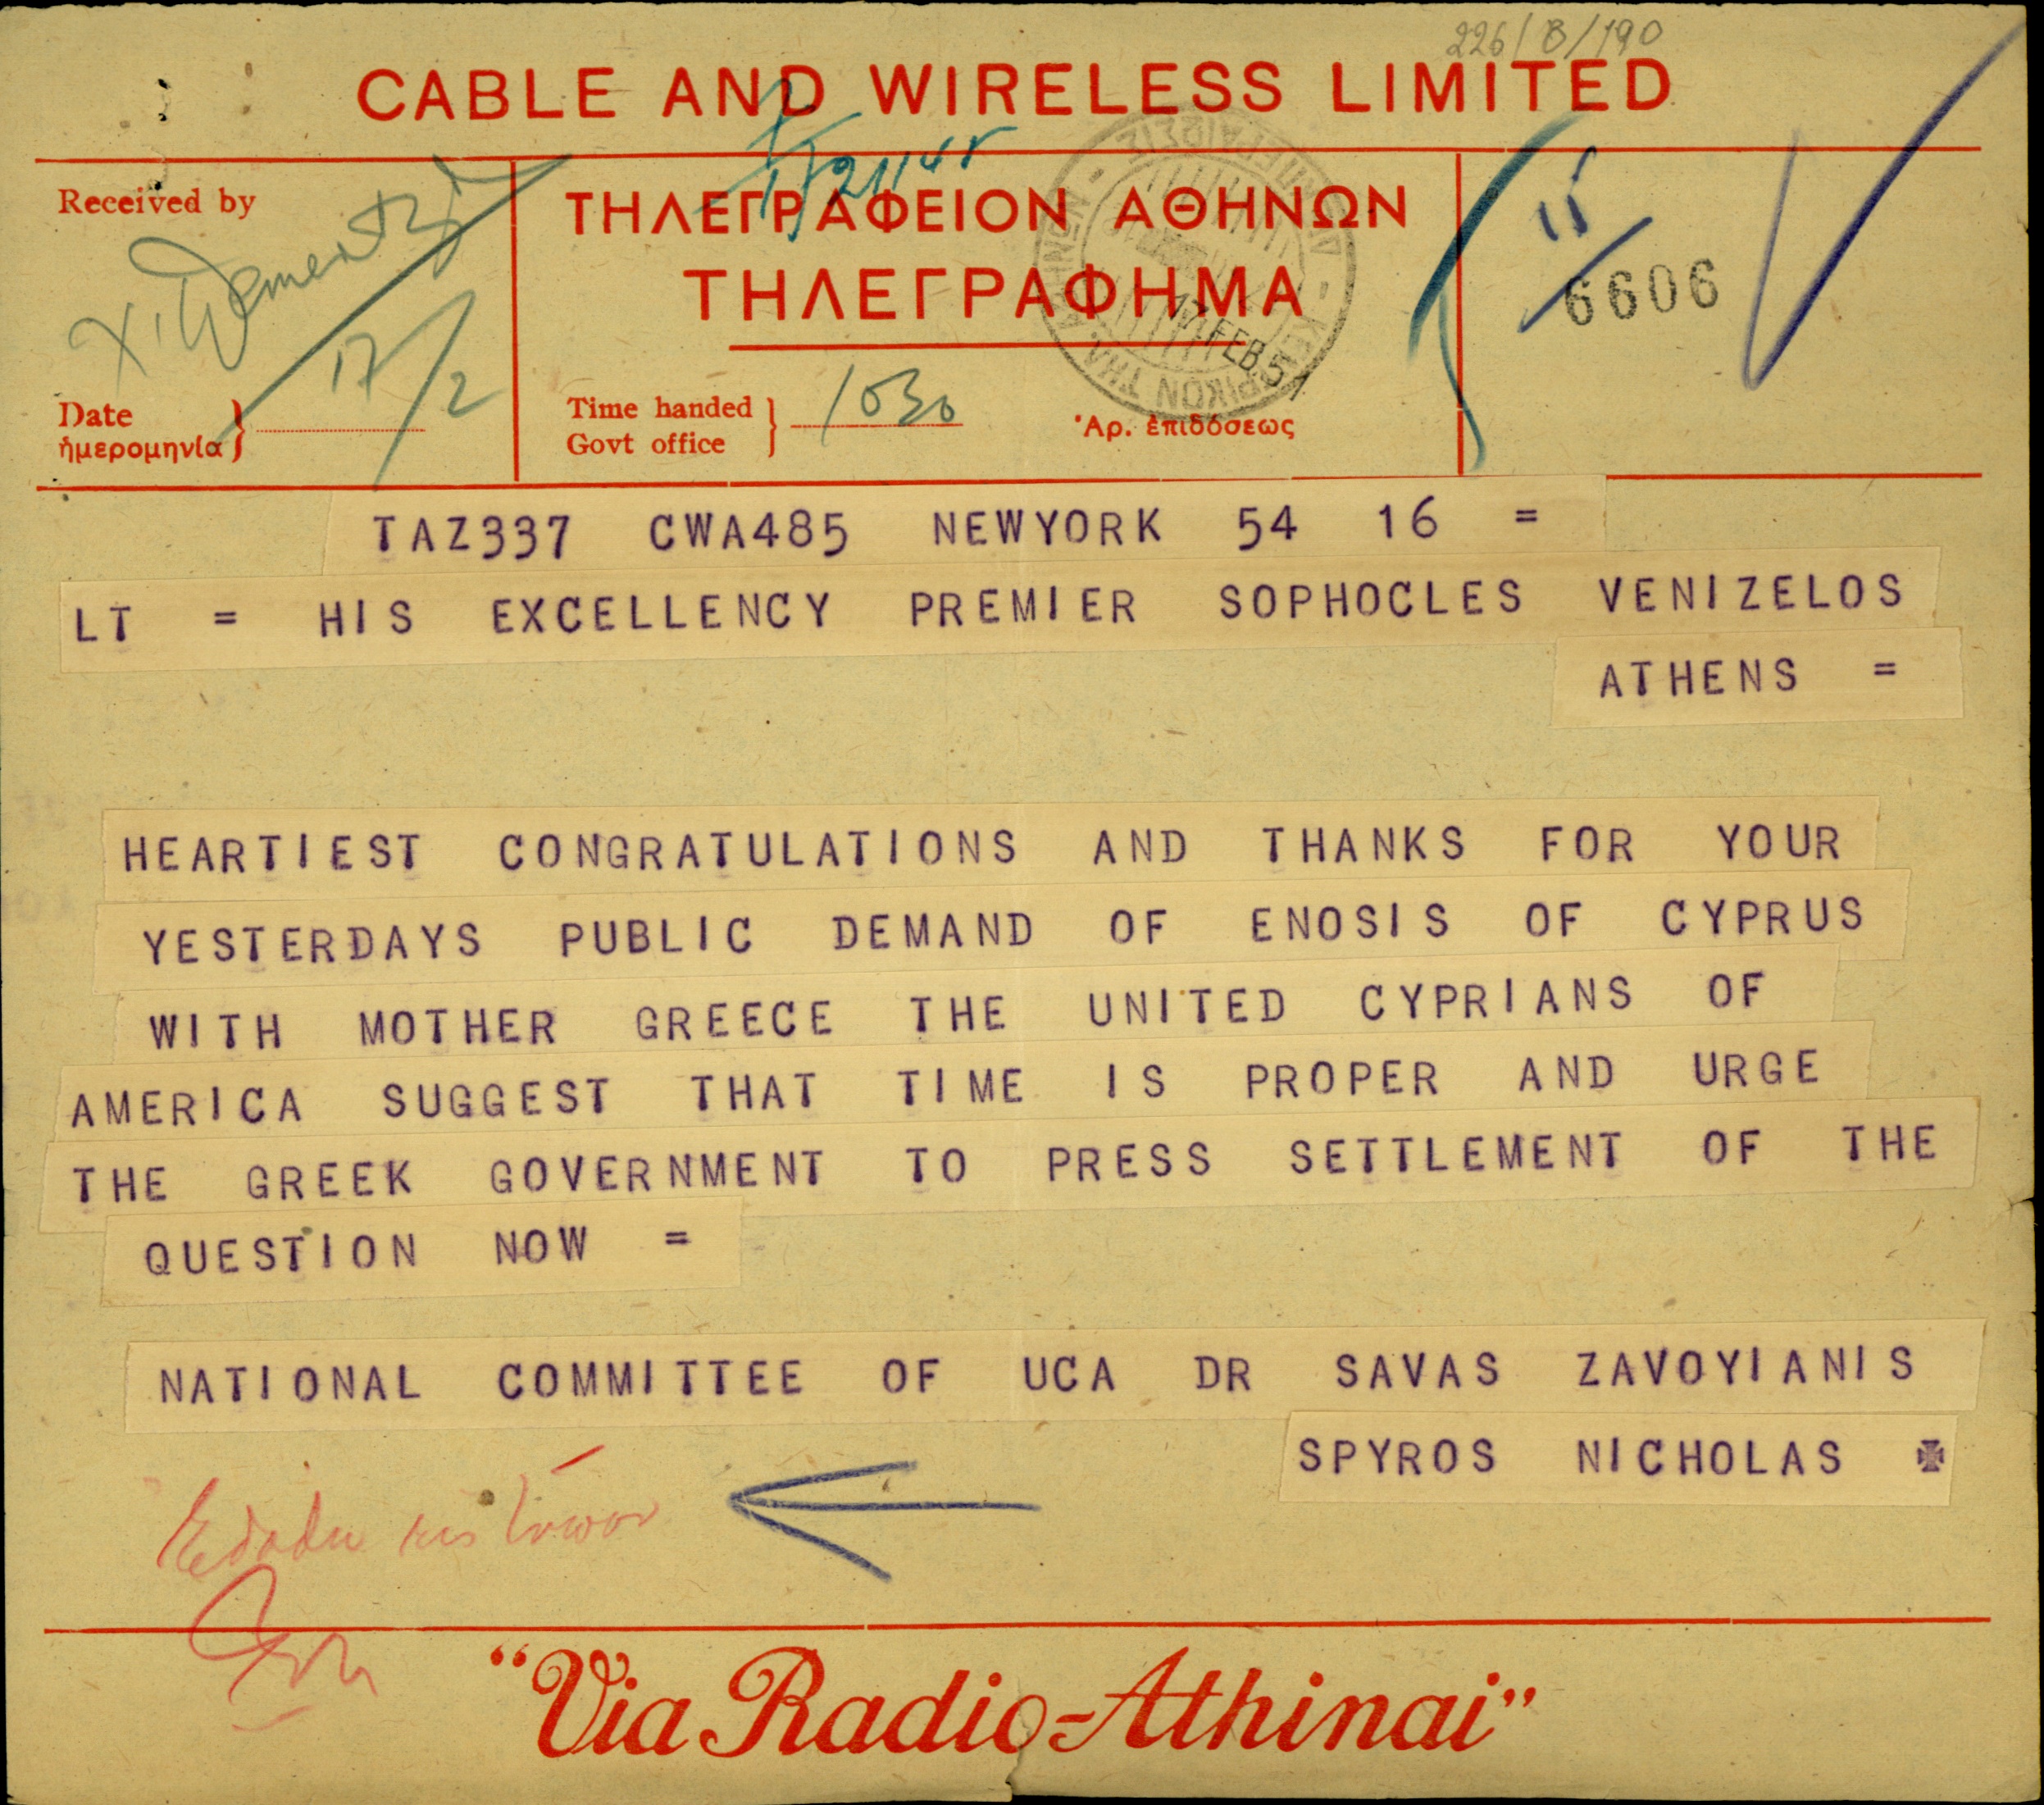 226/B/190
CABLE AND WIRELESS LIMITED
Received by
ΤΗΛΕΓΡΑΦΕΙΟΝ ΑΘΗΝΩΝ
ΤΗΛΕΓΡΑΦΗΜΑ
15
6606
17.FEB.51
17/2
Date
ἡμερομηνία
Time handed
Govt office
1030
Ἀρ. ἐπιδόσεως
TAZ337 CWA485 NEWYORK 54 16 =
LT = HIS EXCELLENCY PREMIER SOPHOCLES VENIZELOS
ATHENS =
HEARTIEST CONGRATULATIONS AND THANKS FOR YOUR
YESTERDAYS PUBLIC DEMAND OF ENOSIS OF CYPRUS
WITH MOTHER GREECE THE UNITED CYPRIANS OF
AMERICA SUGGEST THAT TIME IS PROPER AND URGE
THE GREEK GOVERNMENT TO PRESS SETTLEMENT OF THE
QUESTION NOW =
NATIONAL COMMITTEE OF UCA DR SAVAS ZAVOYIANIS
SPYROS NICHOLAS ✠
“Via Radio-Athinai”